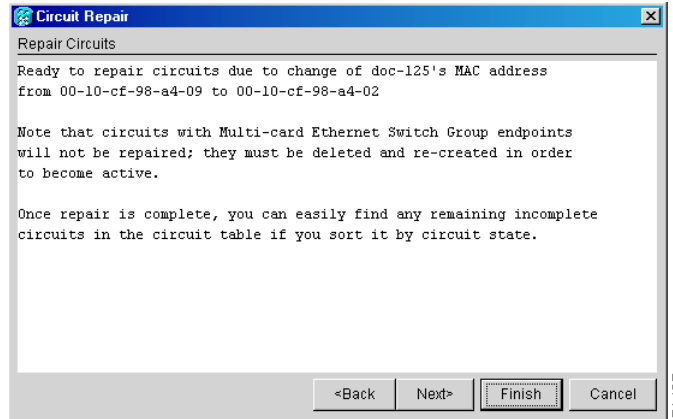 Circuit Repair
Repair Circuits
Ready to repair circuits due to change of doc-125's MAC address
from 00-10-cf-98-a4-09 to 00-10-cf-98-a4-02
Note that circuits with Multi-card Ethernet Switch Group endpoints
will not be repaired; they must be deleted and re-created in order
to become active.
Once repair is complete, you can easily find any remaining incomplete
circuits in the circuit table if you sort it by circuit state.
<Back Next> Finish Cancel